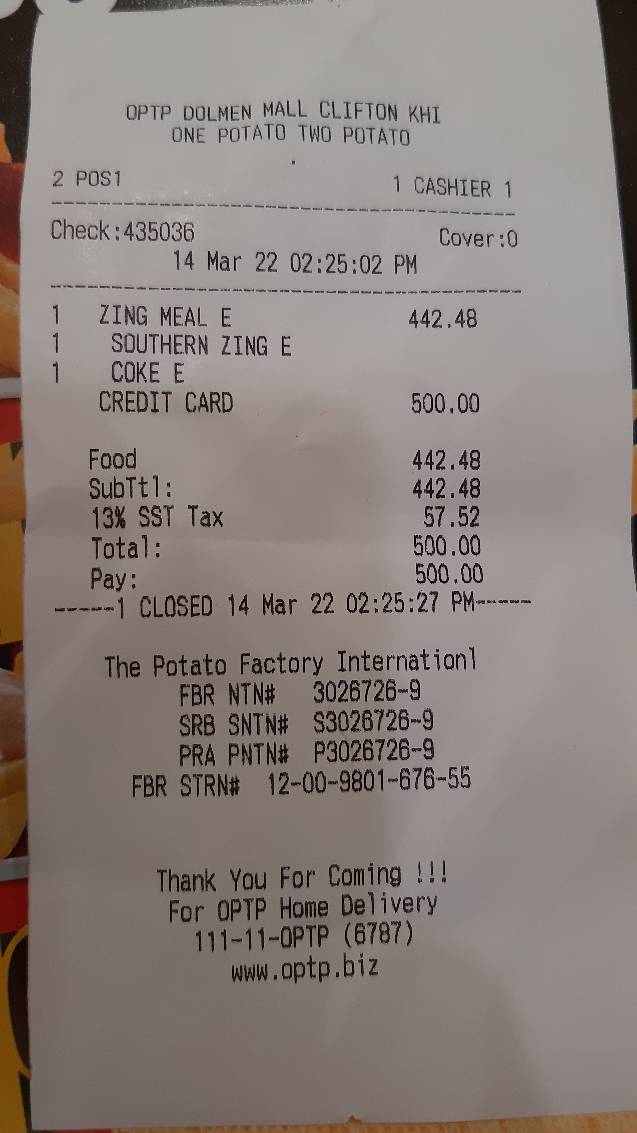 OPTP DOLMEN MALL CLIFTON KHI
ONE POTATO TWO POTATO
2 POS1 1 CASHIER 1
Check:435036 Cover:0
14 Mar 22 02:25:02 PM
1 ZING MEAL E 442.48
1 SOUTHERN ZING E
1 COKE E
CREDIT CARD 500.00
Food 442.48
SubTtl: 442.48
13% SST Tax 57.52
Total: 500.00
Pay: 500.00
-----1 CLOSED 14 Mar 22 02:25:27 PM-----
The Potato Factory Internationl
FBR NTN# 3026726-9
SRB SNTN# S3026726-9
PRA PNTN# P3026726-9
FBR STRN# 12-00-9801-676-55
Thank You For Coming !!!
For OPTP Home Delivery
111-11-OPTP (6787)
www.optp.biz